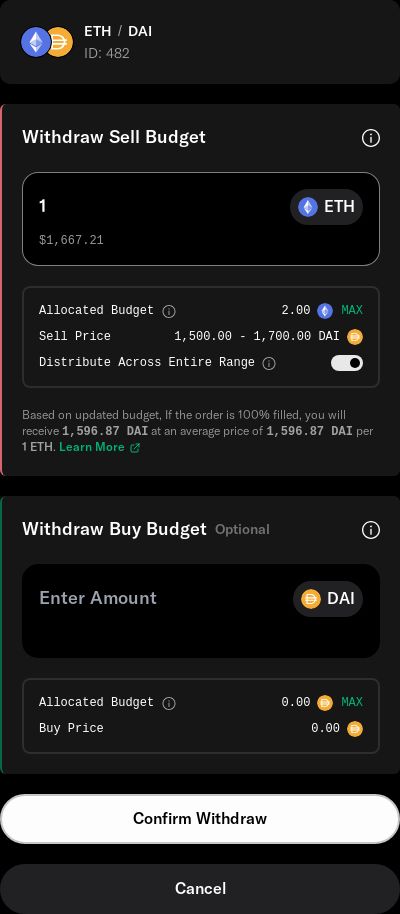 ETH / DAI
ID: 482
Withdraw Sell Budget
1
ETH
$1,667.21
Allocated Budget 2.00 MAX
Sell Price 1,500.00 - 1,700.00 DAI
Distribute Across Entire Range
Based on updated budget, If the order is 100% filled, you will
receive 1,596.87 DAI at an average price of 1,596.87 DAI per
1 ETH. Learn More
Withdraw Buy Budget Optional
Enter Amount
DAI
Allocated Budget 0.00 MAX
Buy Price 0.00
Confirm Withdraw
Cancel